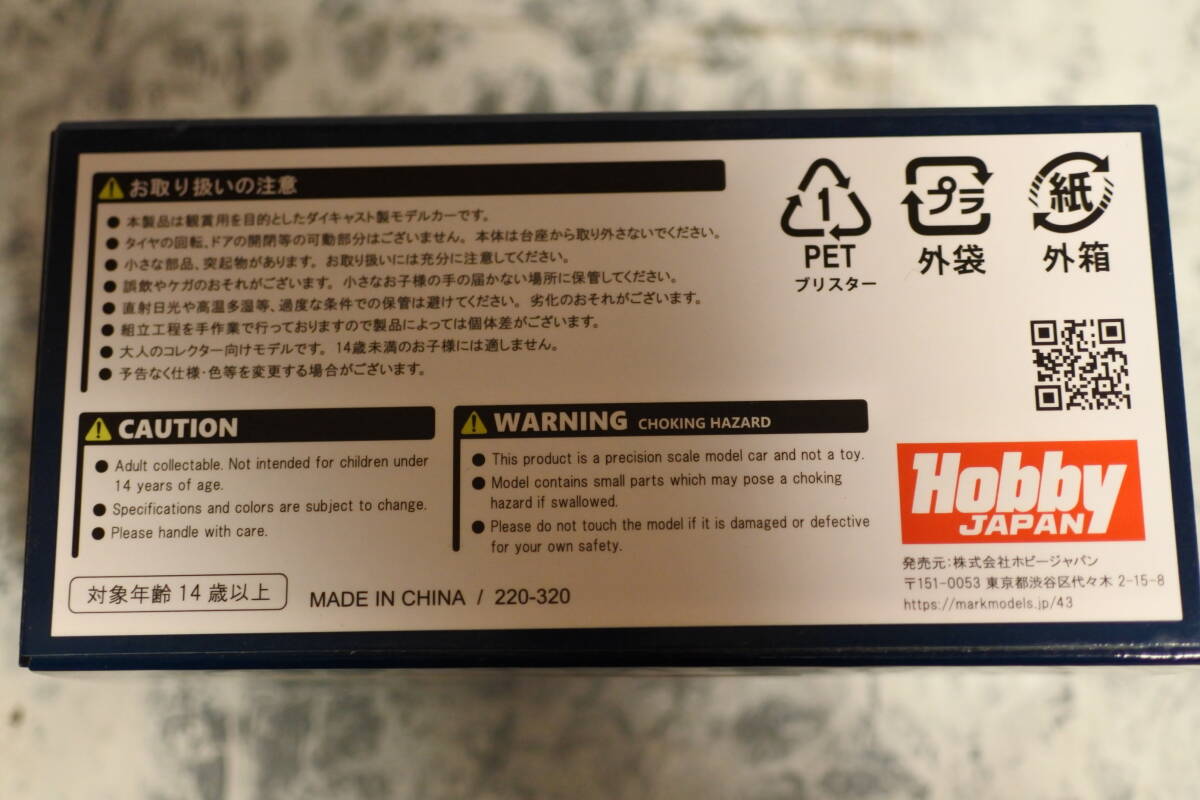 お取り扱いの注意
● 本製品は観賞用を目的としたダイキャスト製モデルカーです。
● タイヤの回転、ドアの開閉等の可動部分はございません。 本体は台座から取り外さないでください。
● 小さな部品、突起物があります。 お取り扱いには充分に注意してください。
● 誤飲やケガのおそれがございます。 小さなお子様の手の届かない場所に保管してください。
● 直射日光や高温多湿等、過度な条件での保管は避けてください。 劣化のおそれがございます。
● 組立工程を手作業で行っておりますので製品によっては個体差がございます。
● 大人のコレクター向けモデルです。 14歳未満のお子様には適しません。
● 予告なく仕様・色等を変更する場合がございます。
1
PET
ブリスター
プラ
外袋
紙
外箱
CAUTION
● Adult collectable. Not intended for children under
14 years of age.
● Specifications and colors are subject to change.
● Please handle with care.
WARNING CHOKING HAZARD
● This product is a precision scale model car and not a toy.
● Model contains small parts which may pose a choking
hazard if swallowed.
● Please do not touch the model if it is damaged or defective
for your own safety.
対象年齢 14 歳以上
MADE IN CHINA / 220-320
Hobby
JAPAN
発売元:株式会社ホビージャパン
〒151-0053 東京都渋谷区代々木 2-15-8
https://markmodels.jp/43